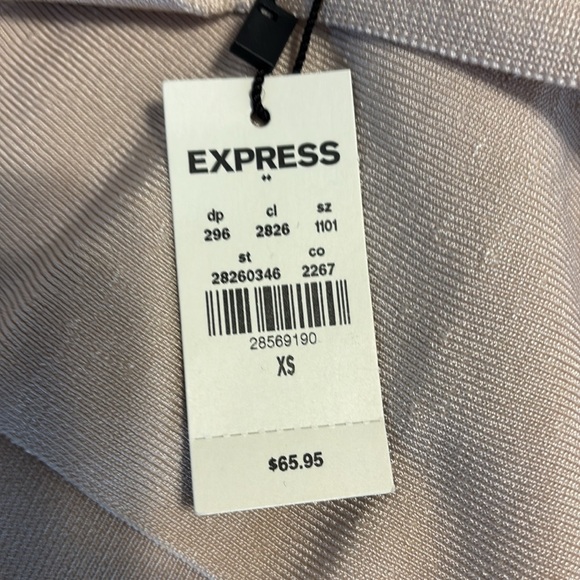 EXPRESS
dp cl sz
296 2826 1101
st co
28260346 2267
28569190
XS
$65.95